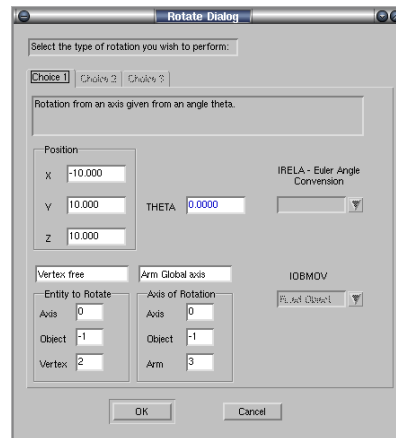 Rotate Dialog
Select the type of rotation you wish to perform:
Choice 1 Choice 2 Choice 3
Rotation from an axis given from an angle theta.
Position
X -10.000
Y 10.000
Z 10.000
THETA 0.0000
IRELA - Euler Angle
Convension
Vertex free
Arm Global axis
IOBMOV
Fixed Object
Entity to Rotate
Axis 0
Object -1
Vertex 2
Axis of Rotation
Axis 0
Object -1
Arm 3
OK Cancel